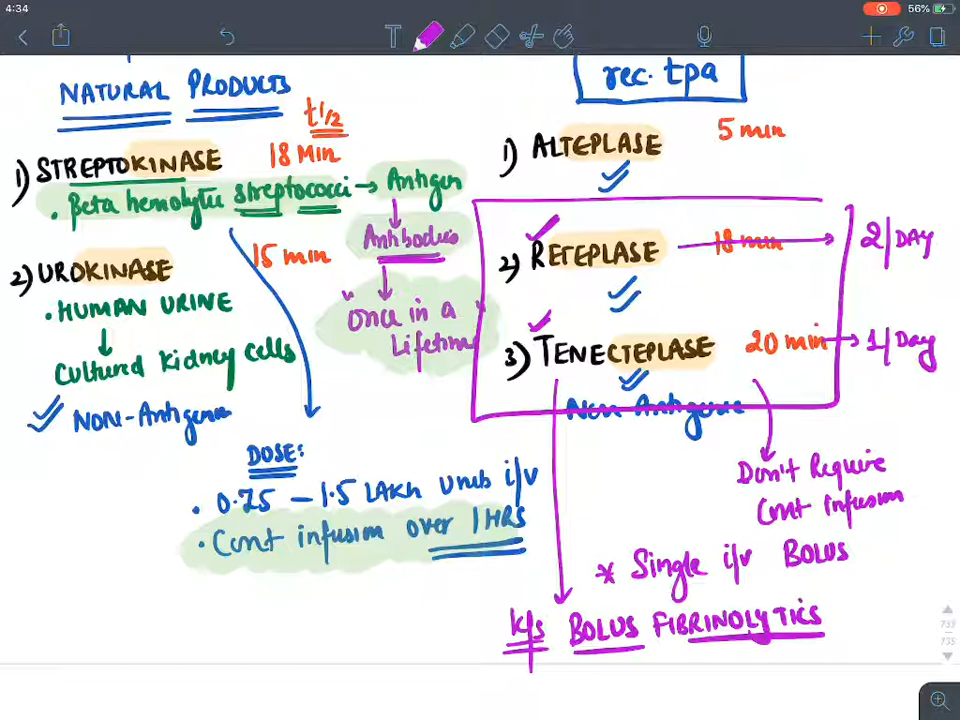 4:34
56%
T
NATURAL PRODUCTS
t1/2
1) STREPTOKINASE 18 Min
• Beta hemolytic streptococci → Antigen
Antibodies
"Once in a Lifetime"
2) UROKINASE 15 min
• HUMAN URINE
Cultured Kidney cells
Non-Antigenic
DOSE:
• 0.75 – 1.5 LAKh Units i/v
• Cont infusion over 1 HRS
rec. tpa
1) ALTEPLASE 5 min
2) RETEPLASE 18 min 2/DAY
3) TENECTEPLASE 20 min → 1/Day
Non-Antigenic
Don't Require
Cont infusion
* Single i/v BOLUS
K/s BOLUS FIBRINOLYTICS
735
735